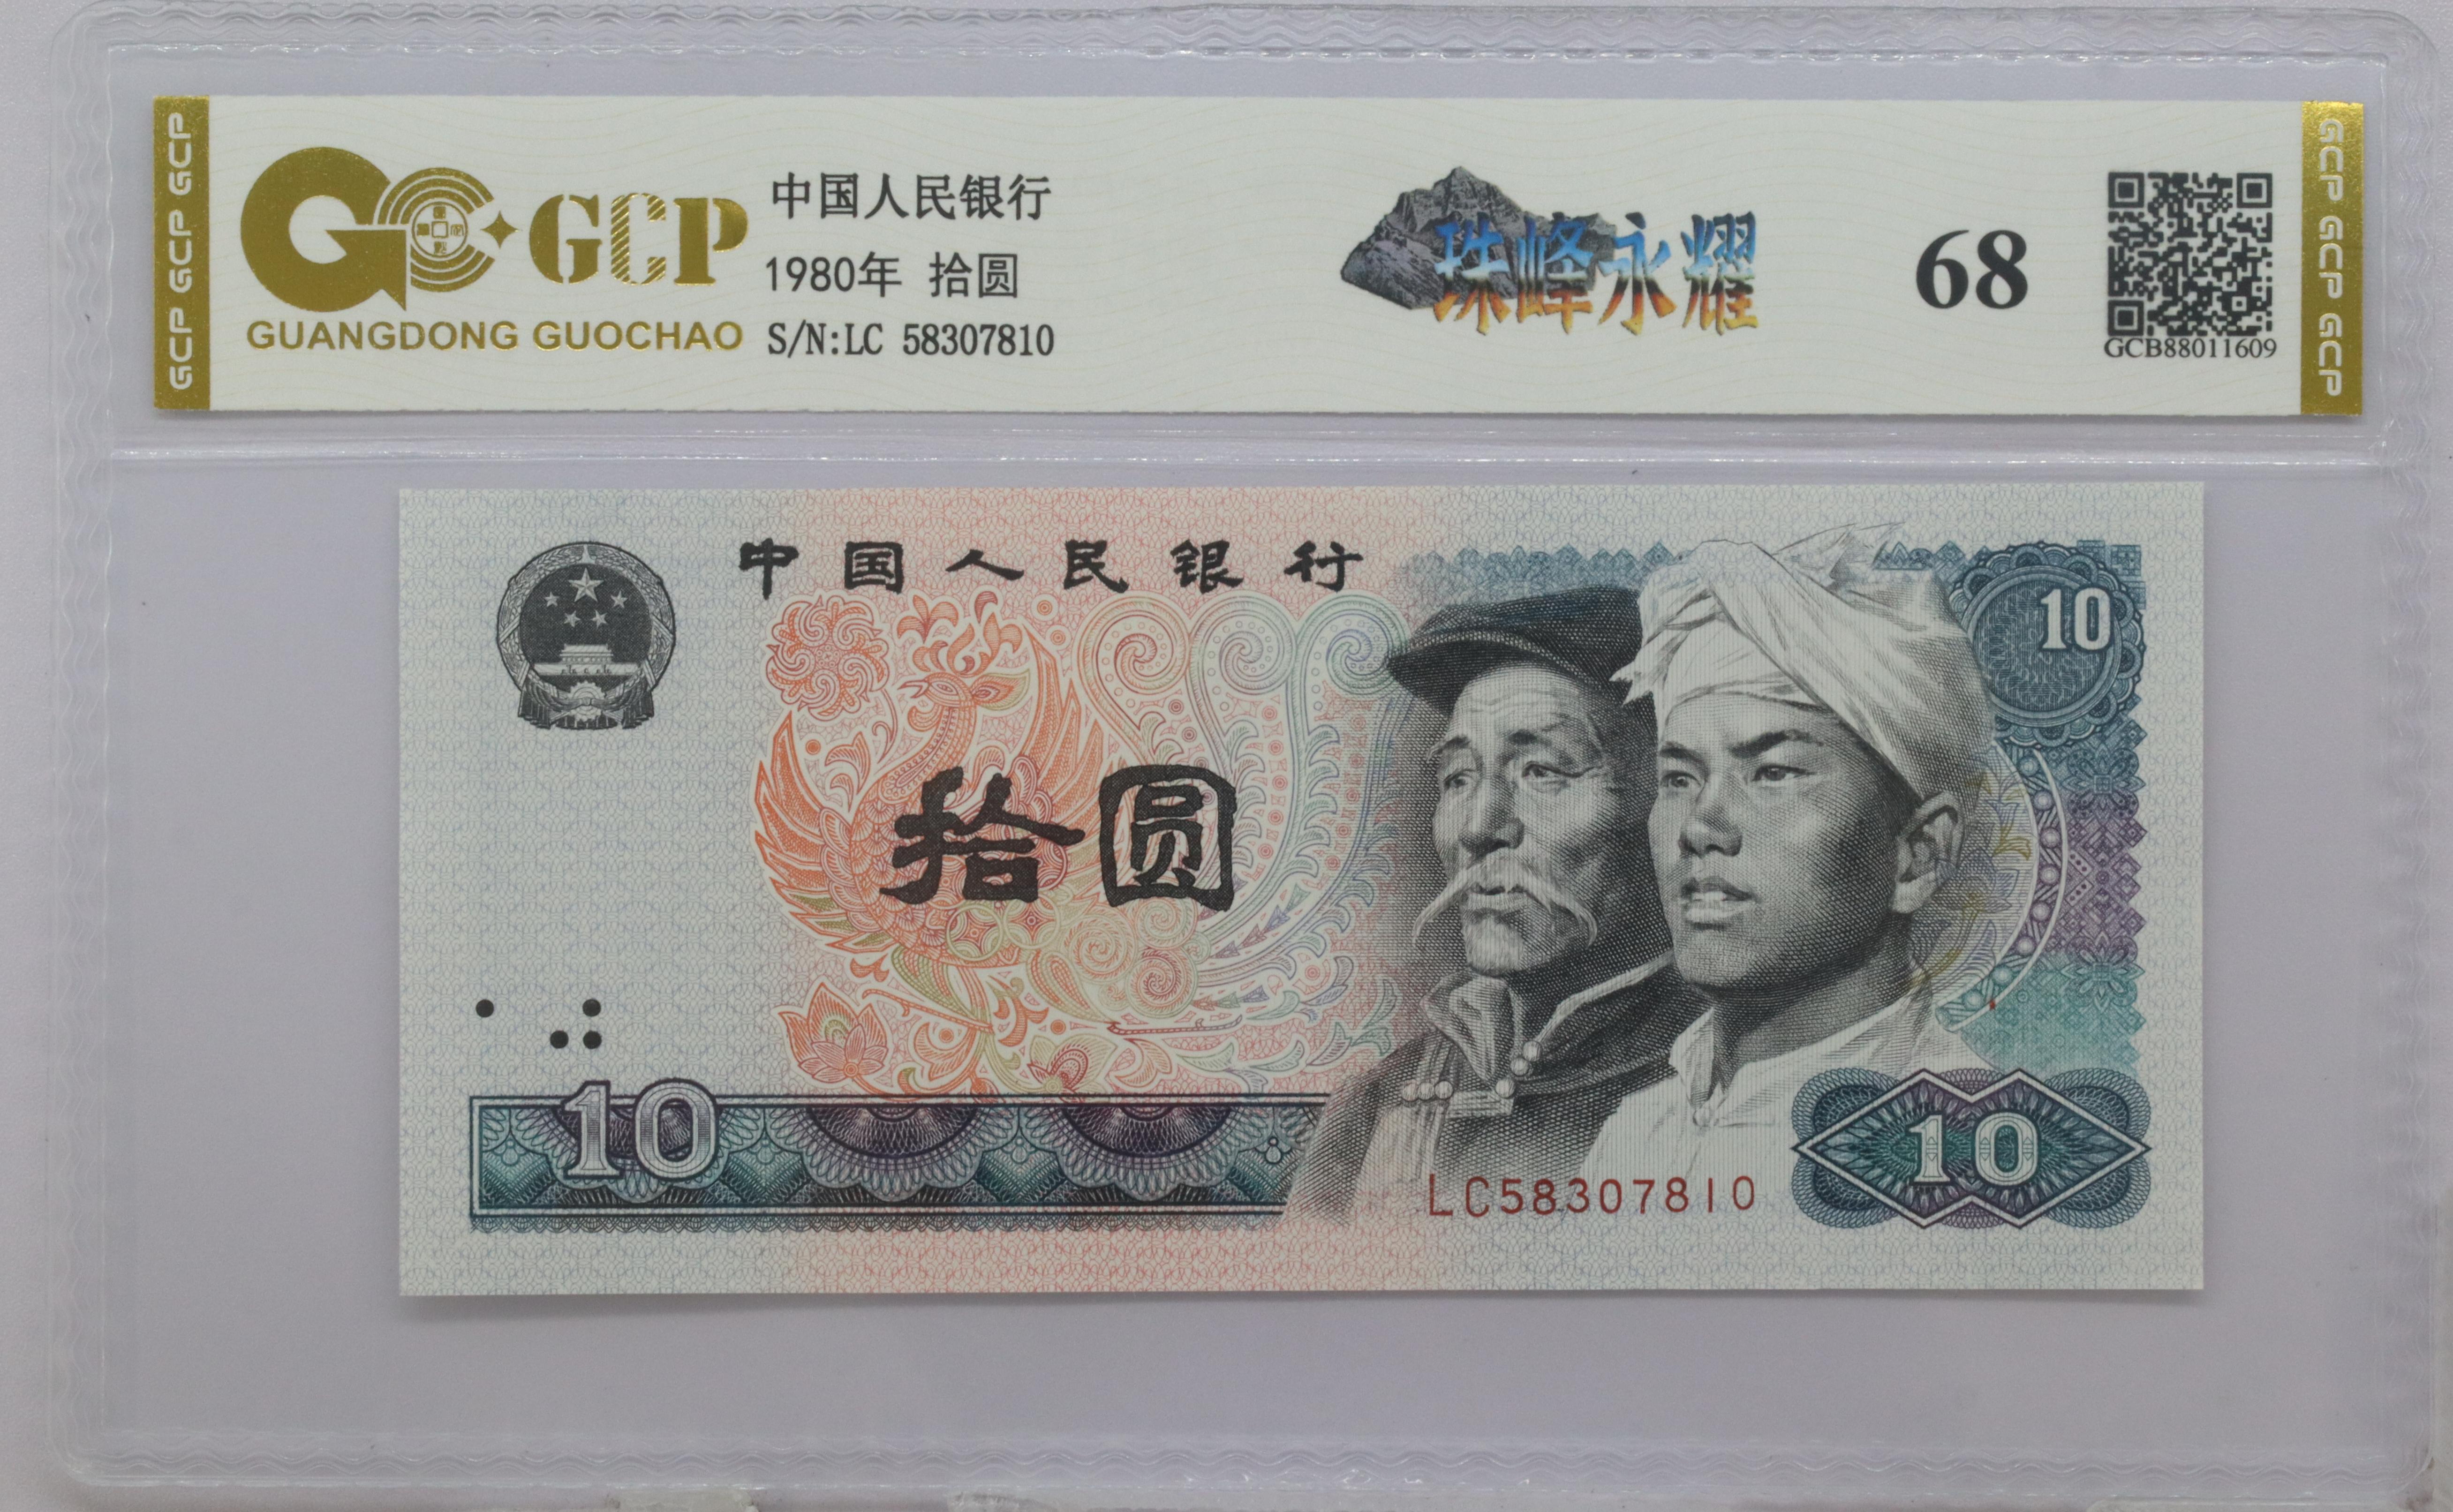 GCP GCP GCP
GCP
GUANGDONG GUOCHAO
中国人民银行
1980年 拾圆
S/N:LC 58307810
珠峰永耀
68
GCB88011609
GCP GCP GCP
中国人民银行
10
拾圆
10
LC58307810
10